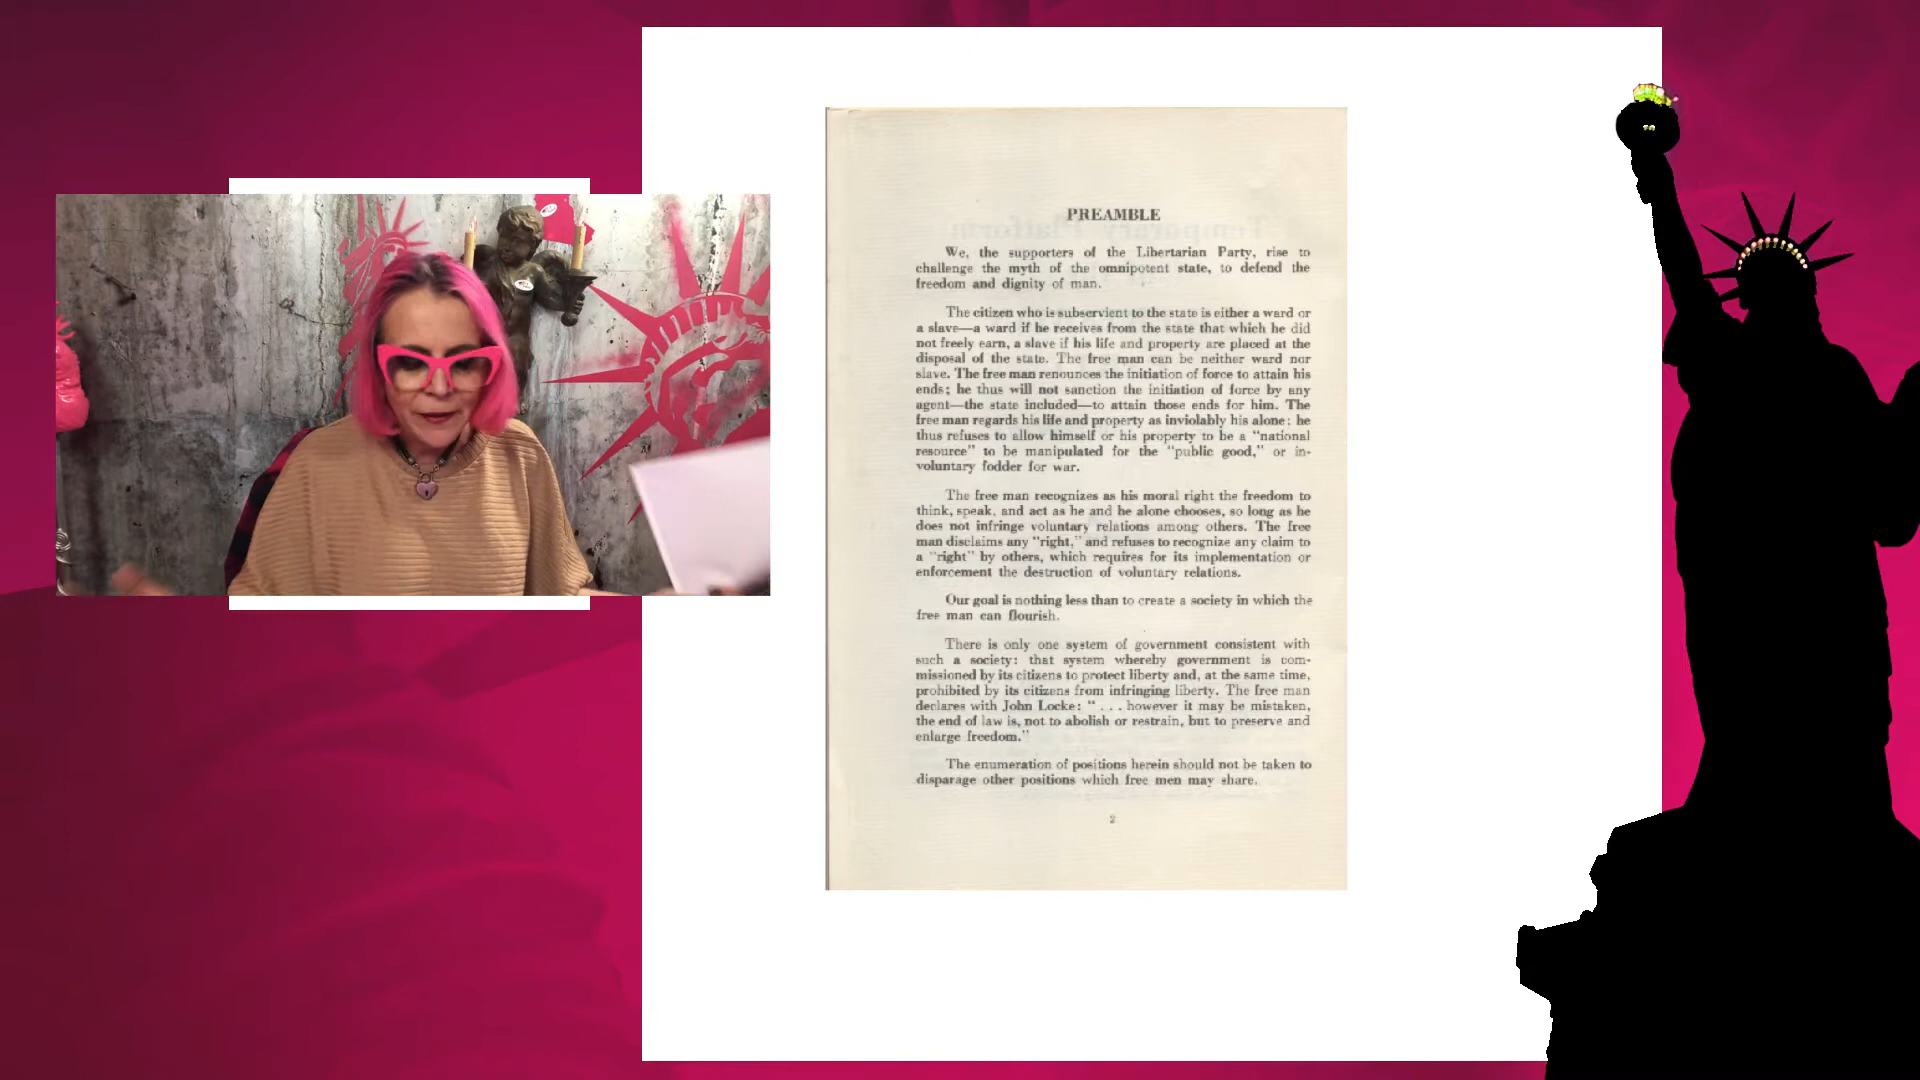 PREAMBLE
We, the supporters of the Libertarian Party, rise to
challenge the myth of the omnipotent state, to defend the
freedom and dignity of man.
The citizen who is subservient to the state is either a ward or
a slave—a ward if he receives from the state that which he did
not freely earn, a slave if his life and property are placed at the
disposal of the state. The free man can be neither ward nor
slave. The free man renounces the initiation of force to attain his
ends; he thus will not sanction the initiation of force by any
agent—the state included—to attain those ends for him. The
free man regards his life and property as inviolably his alone; he
thus refuses to allow himself or his property to be a "national
resource" to be manipulated for the "public good," or in-
voluntary fodder for war.
The free man recognizes as his moral right the freedom to
think, speak, and act as he and he alone chooses, so long as he
does not infringe voluntary relations among others. The free
man disclaims any "right," and refuses to recognize any claim to
a "right" by others, which requires for its implementation or
enforcement the destruction of voluntary relations.
Our goal is nothing less than to create a society in which the
free man can flourish.
There is only one system of government consistent with
such a society: that system whereby government is com-
missioned by its citizens to protect liberty and, at the same time,
prohibited by its citizens from infringing liberty. The free man
declares with John Locke: " . . . however it may be mistaken,
the end of law is, not to abolish or restrain, but to preserve and
enlarge freedom."
The enumeration of positions herein should not be taken to
disparage other positions which free men may share.
2